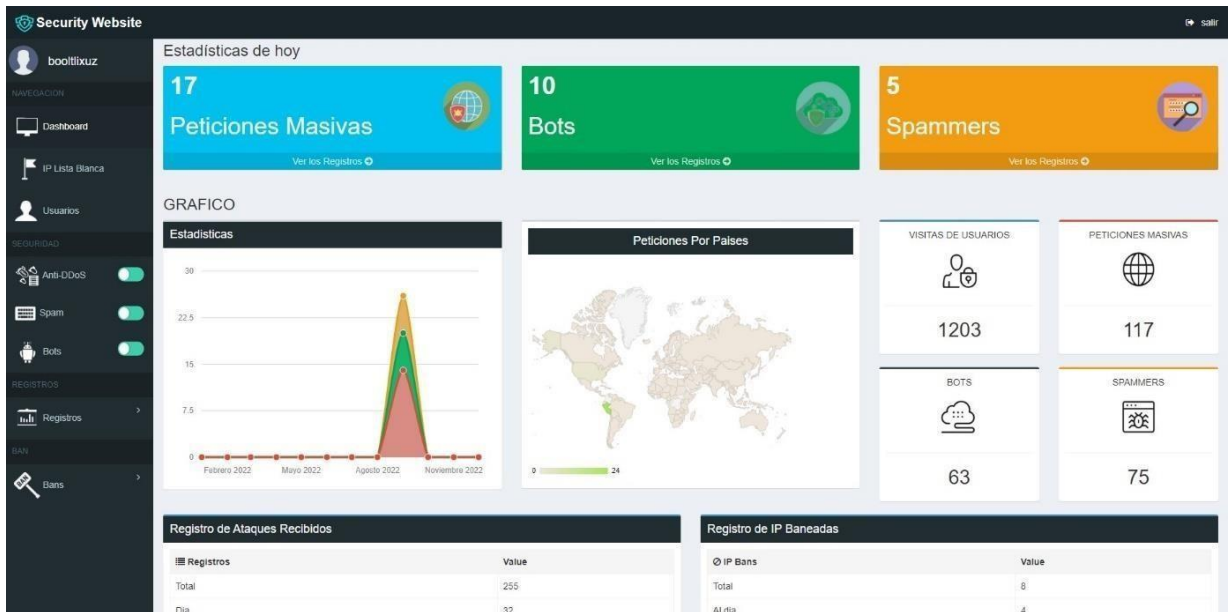 Security Website
salir
booltlixuz
NAVEGACION
Dashboard
IP Lista Blanca
Usuarios
SEGURIDAD
Anti-DDoS
Spam
Bots
REGISTROS
Registros
BAN
Bans
Estadísticas de hoy
17
Peticiones Masivas
Ver los Registros
10
Bots
Ver los Registros
5
Spammers
Ver los Registros
GRAFICO
Estadisticas
30
22.5
15
7.5
0
Febrero 2022 Mayo 2022 Agosto 2022 Noviembre 2022
Peticiones Por Paises
0 24
VISITAS DE USUARIOS
1203
PETICIONES MASIVAS
117
BOTS
63
SPAMMERS
75
Registro de Ataques Recibidos
Registros Value
Total 255
Dia 32
Registro de IP Baneadas
IP Bans Value
Total 8
Al dia 4